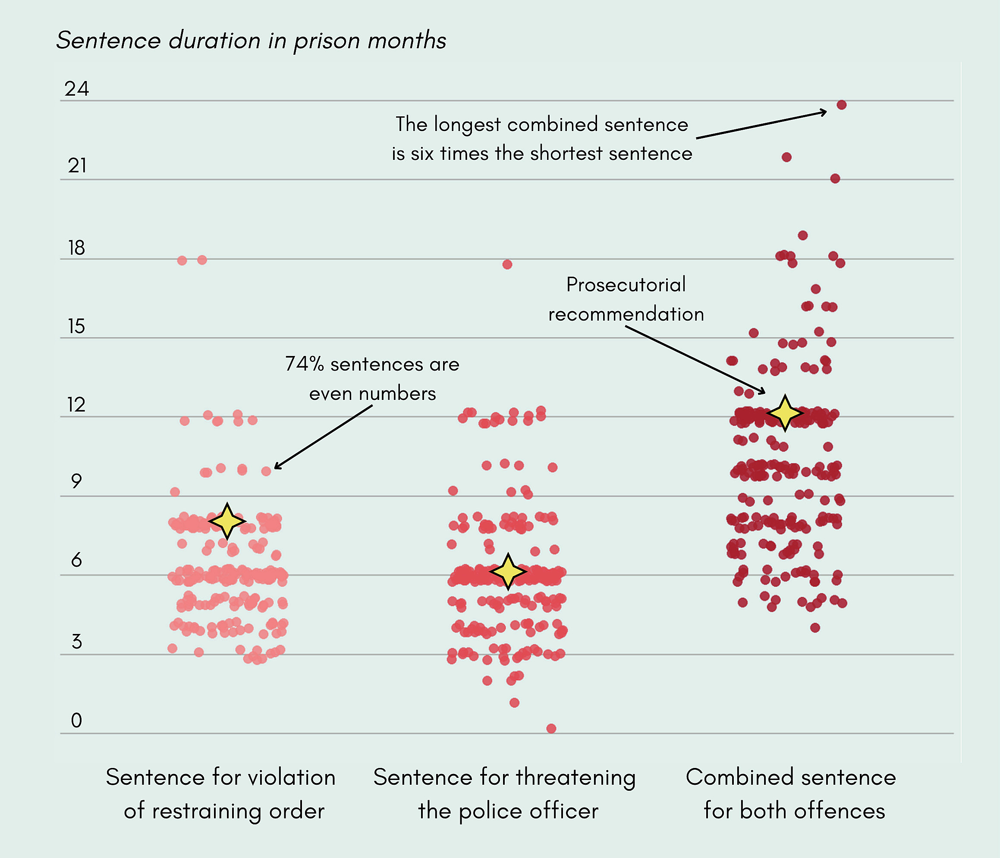 Sentence duration in prison months
24
The longest combined sentence
is six times the shortest sentence
21
18
Prosecutorial
recommendation
15
74% sentences are
even numbers
12
9
6
3
0
Sentence for violation
of restraining order
Sentence for threatening
the police officer
Combined sentence
for both offences